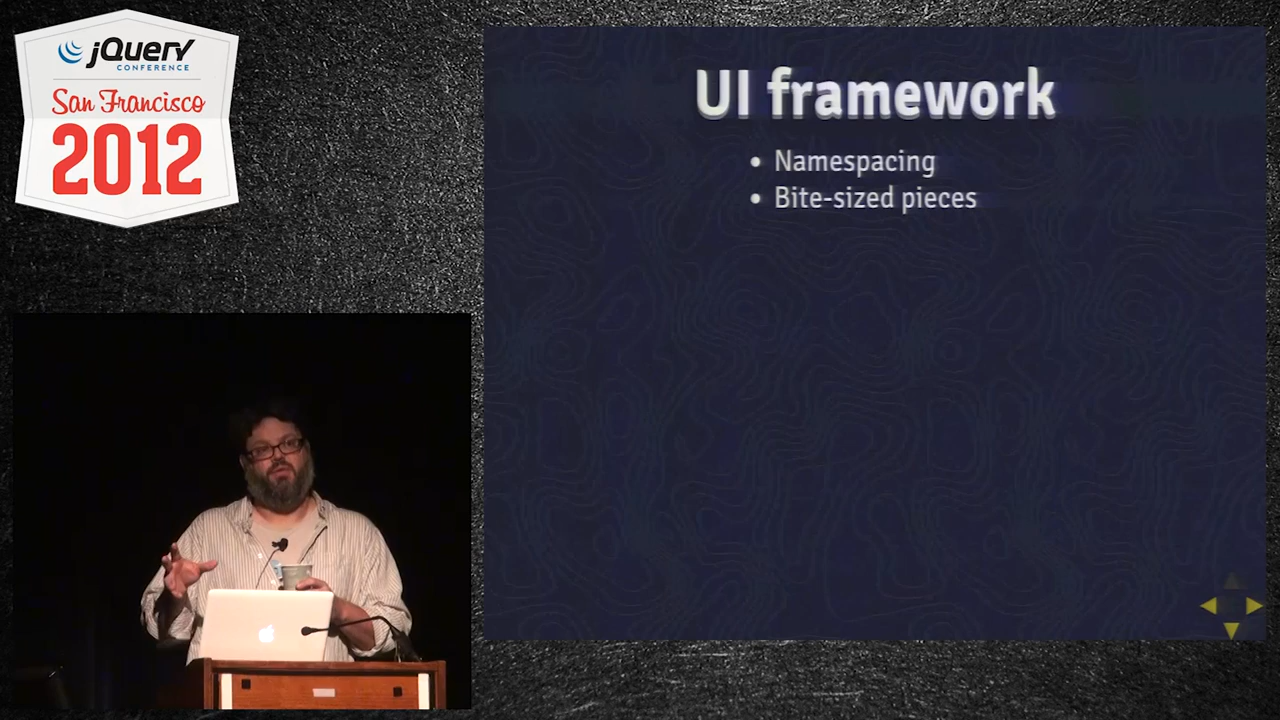 jQuery
CONFERENCE
San Francisco
2012
UI framework
• Namespacing
• Bite-sized pieces